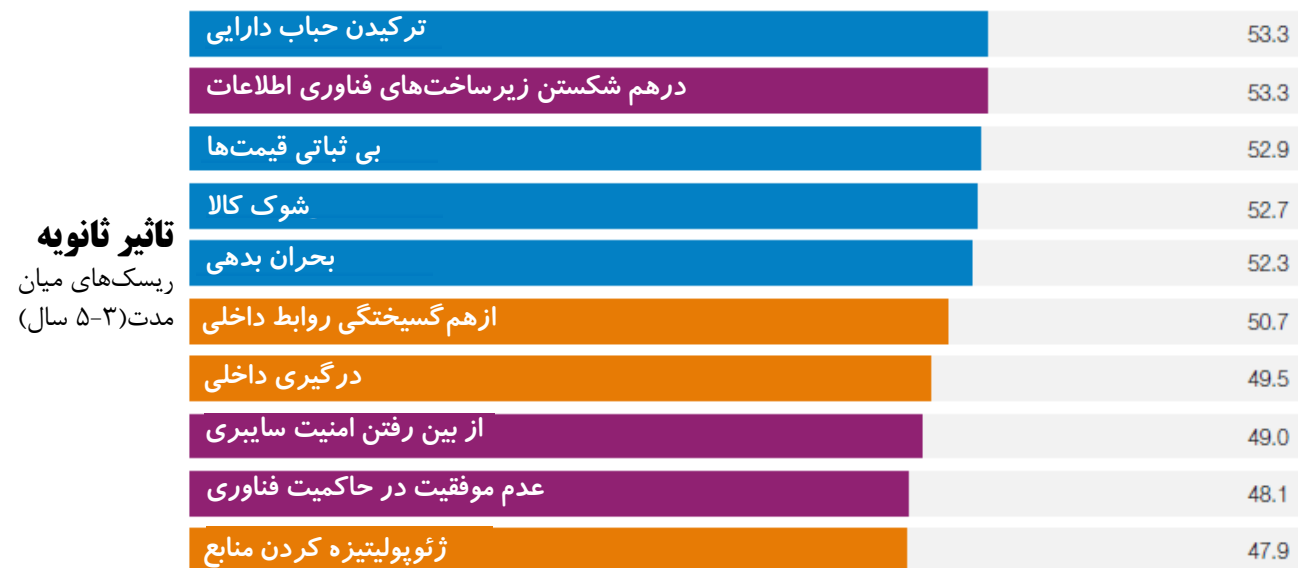 تاثیر ثانویه
ریسک‌های میان
مدت(۳-۵ سال)
ترکیدن حباب دارایی 53.3
درهم شکستن زیرساخت‌های فناوری اطلاعات 53.3
بی ثباتی قیمت‌ها 52.9
شوک کالا 52.7
بحران بدهی 52.3
ازهم‌گسیختگی روابط داخلی 50.7
درگیری داخلی 49.5
از بین رفتن امنیت سایبری 49.0
عدم موفقیت در حاکمیت فناوری 48.1
ژئوپولیتیزه کردن منابع 47.9